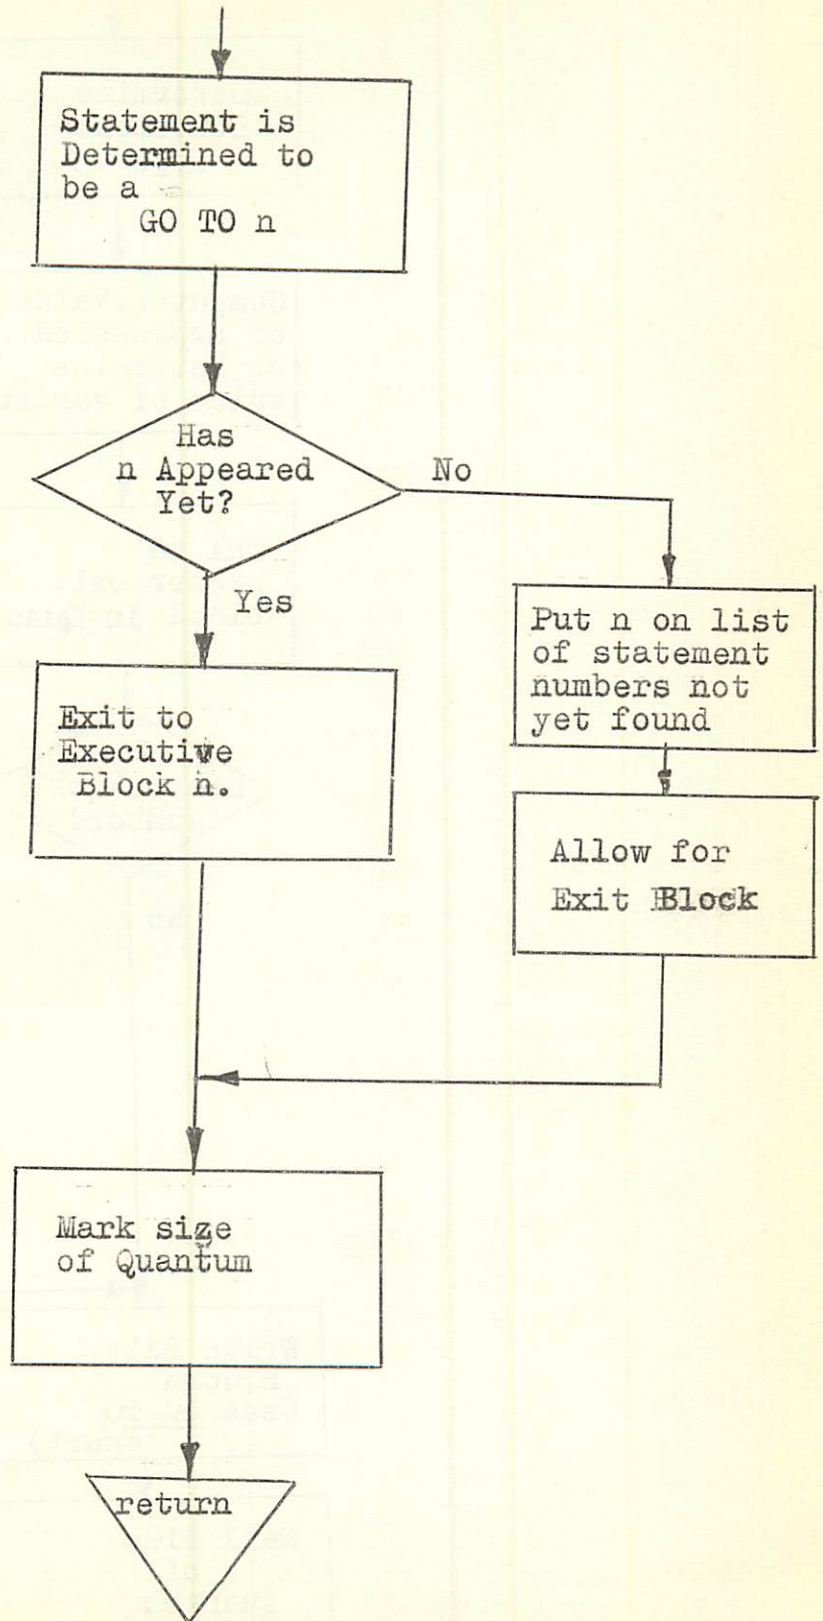 Statement is
Determined to
be a
GO TO n
Has
n Appeared
Yet?
No
Yes
Put n on list
of statement
numbers not
yet found
Exit to
Executive
Block n.
Allow for
Exit Block
Mark size
of Quantum
return